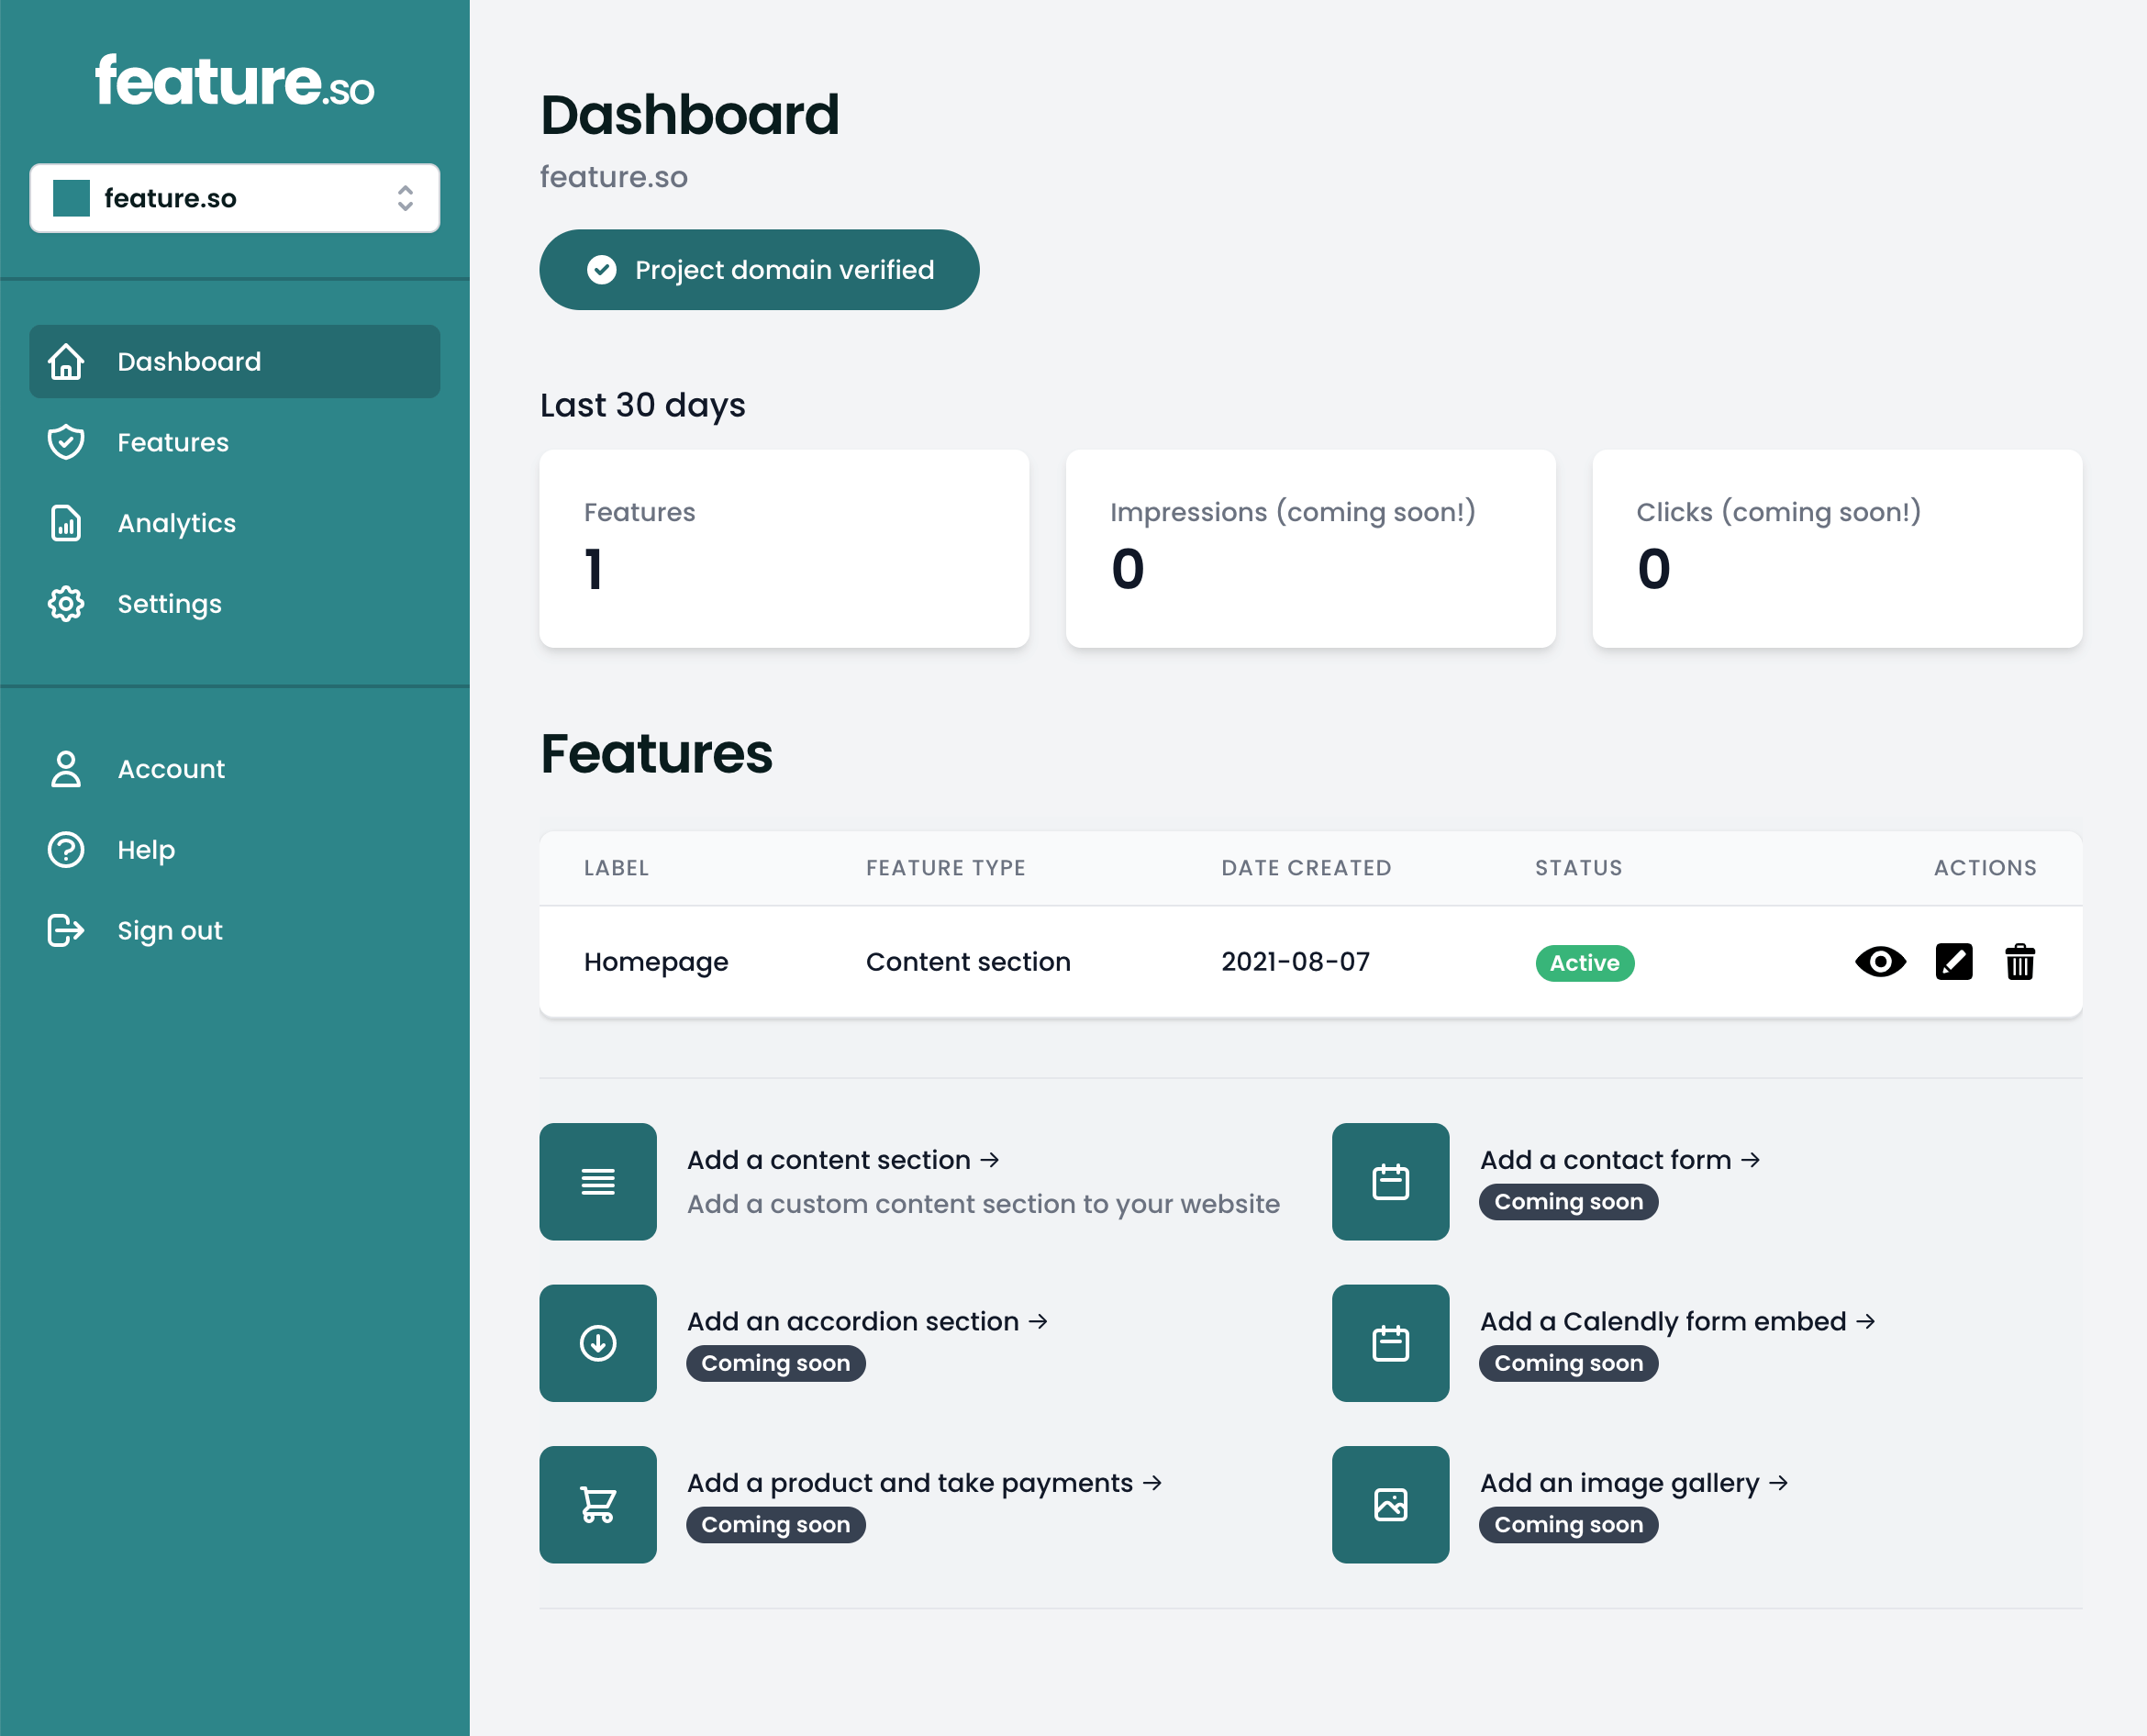 feature.so
feature.so
Dashboard
Features
Analytics
Settings
Account
Help
Sign out
Dashboard
feature.so
Project domain verified
Last 30 days
Features
1
Impressions (coming soon!)
0
Clicks (coming soon!)
0
Features
LABEL FEATURE TYPE DATE CREATED STATUS ACTIONS
Homepage Content section 2021-08-07 Active
Add a content section →
Add a custom content section to your website
Add a contact form →
Coming soon
Add an accordion section →
Coming soon
Add a Calendly form embed →
Coming soon
Add a product and take payments →
Coming soon
Add an image gallery →
Coming soon